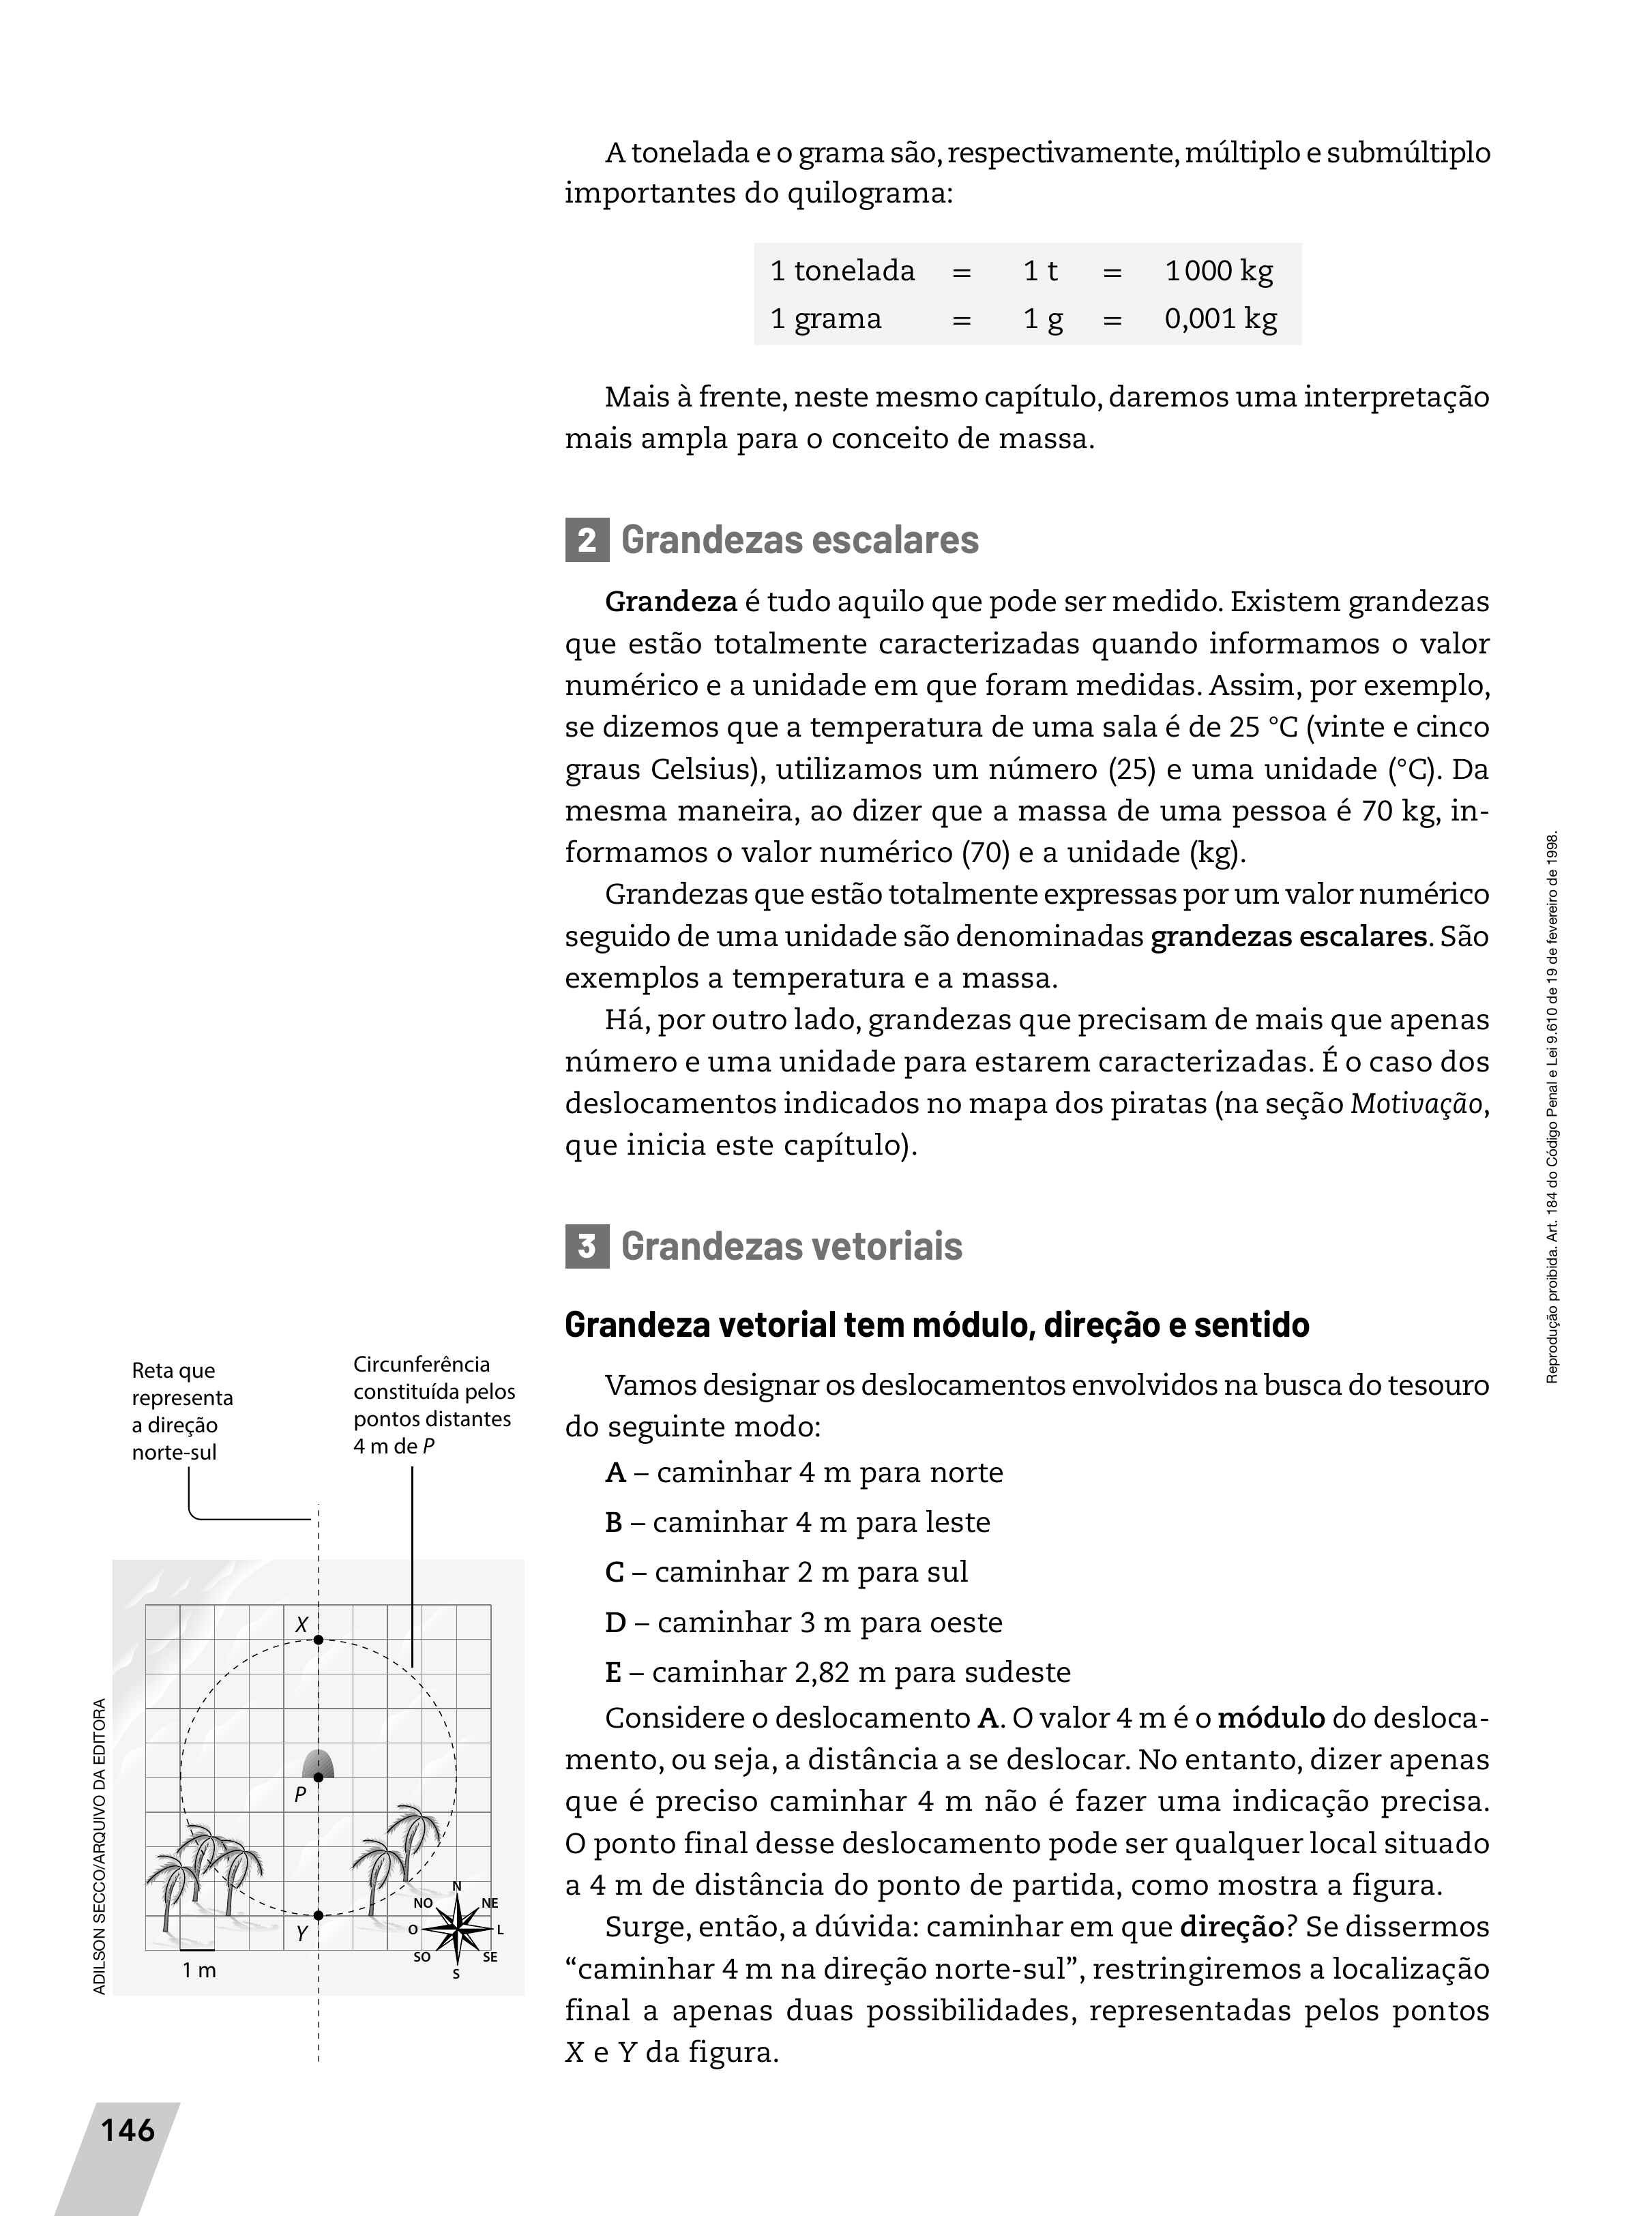 A tonelada e o grama são, respectivamente, múltiplo e submúltiplo
importantes do quilograma:
1 tonelada = 1 t = 1 000 kg
1 grama = 1 g = 0,001 kg
Mais à frente, neste mesmo capítulo, daremos uma interpretação
mais ampla para o conceito de massa.
2 Grandezas escalares
Grandeza é tudo aquilo que pode ser medido. Existem grandezas
que estão totalmente caracterizadas quando informamos o valor
numérico e a unidade em que foram medidas. Assim, por exemplo,
se dizemos que a temperatura de uma sala é de 25 °C (vinte e cinco
graus Celsius), utilizamos um número (25) e uma unidade (°C). Da
mesma maneira, ao dizer que a massa de uma pessoa é 70 kg, in-
formamos o valor numérico (70) e a unidade (kg).
Grandezas que estão totalmente expressas por um valor numérico
seguido de uma unidade são denominadas grandezas escalares. São
exemplos a temperatura e a massa.
Há, por outro lado, grandezas que precisam de mais que apenas
número e uma unidade para estarem caracterizadas. É o caso dos
deslocamentos indicados no mapa dos piratas (na seção Motivação,
que inicia este capítulo).
3 Grandezas vetoriais
Grandeza vetorial tem módulo, direção e sentido
Vamos designar os deslocamentos envolvidos na busca do tesouro
do seguinte modo:
A – caminhar 4 m para norte
B – caminhar 4 m para leste
C – caminhar 2 m para sul
D – caminhar 3 m para oeste
E – caminhar 2,82 m para sudeste
Considere o deslocamento A. O valor 4 m é o módulo do desloca-
mento, ou seja, a distância a se deslocar. No entanto, dizer apenas
que é preciso caminhar 4 m não é fazer uma indicação precisa.
O ponto final desse deslocamento pode ser qualquer local situado
a 4 m de distância do ponto de partida, como mostra a figura.
Surge, então, a dúvida: caminhar em que direção? Se dissermos
“caminhar 4 m na direção norte-sul”, restringiremos a localização
final a apenas duas possibilidades, representadas pelos pontos
X e Y da figura.
Reta que
representa
a direção
norte-sul
Circunferência
constituída pelos
pontos distantes
4 m de P
X
P
Y
1 m
N
NO
NE
O
L
SO
SE
S
ADILSON SECCO/ARQUIVO DA EDITORA
Reprodução proibida. Art. 184 do Código Penal e Lei 9.610 de 19 de fevereiro de 1998.
146